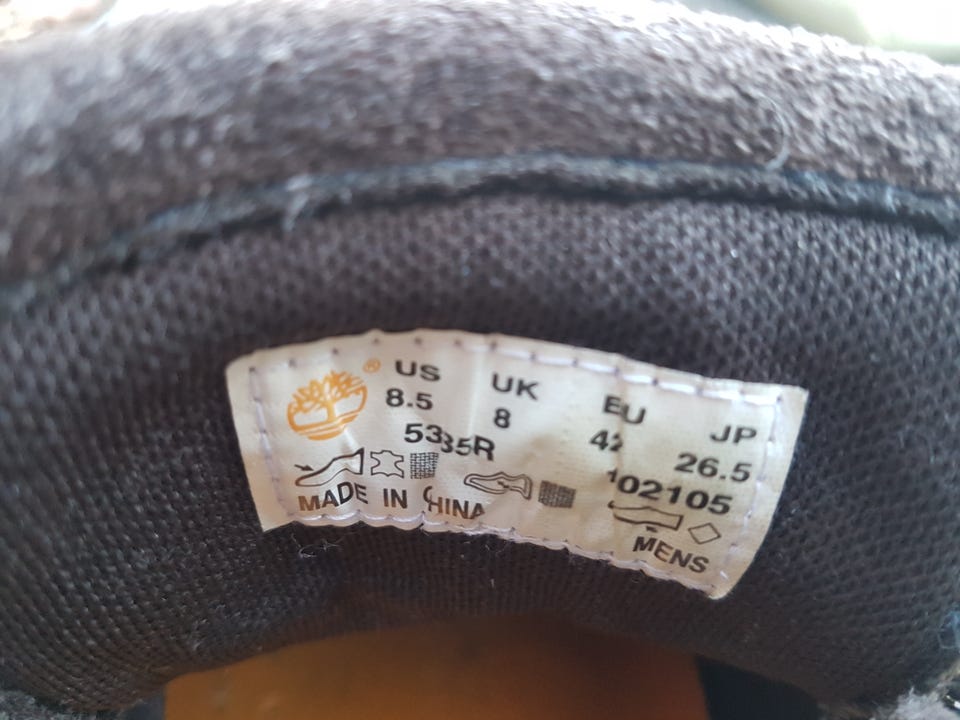 ® US UK EU JP
8.5 8 42 26.5
5335R 102105
MADE IN CHINA MENS